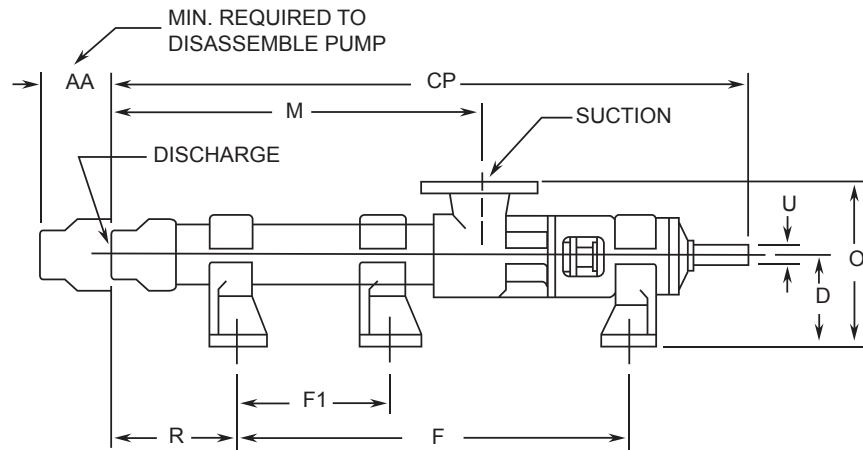 MIN. REQUIRED TO
DISASSEMBLE PUMP
AA
CP
M
SUCTION
DISCHARGE
U
O
D
F1
R
F